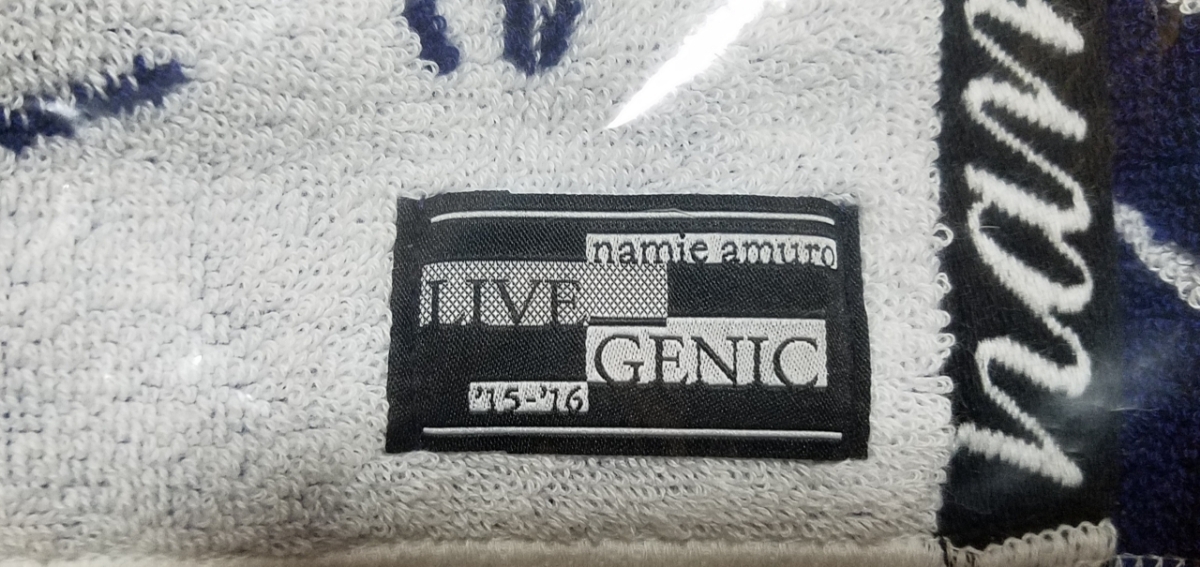 namie amuro
LIVE
GENIC
'15-'16